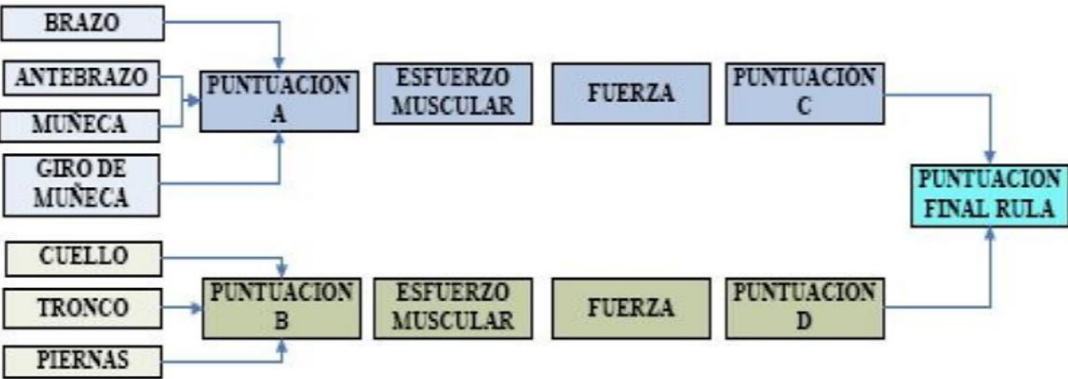 BRAZO
ANTEBRAZO
MUÑECA
GIRO DE
MUÑECA
PUNTUACION
A
ESFUERZO
MUSCULAR
FUERZA
PUNTUACIÓN
C
PUNTUACION
FINAL RULA
CUELLO
TRONCO
PIERNAS
PUNTUACION
B
ESFUERZO
MUSCULAR
FUERZA
PUNTUACION
D